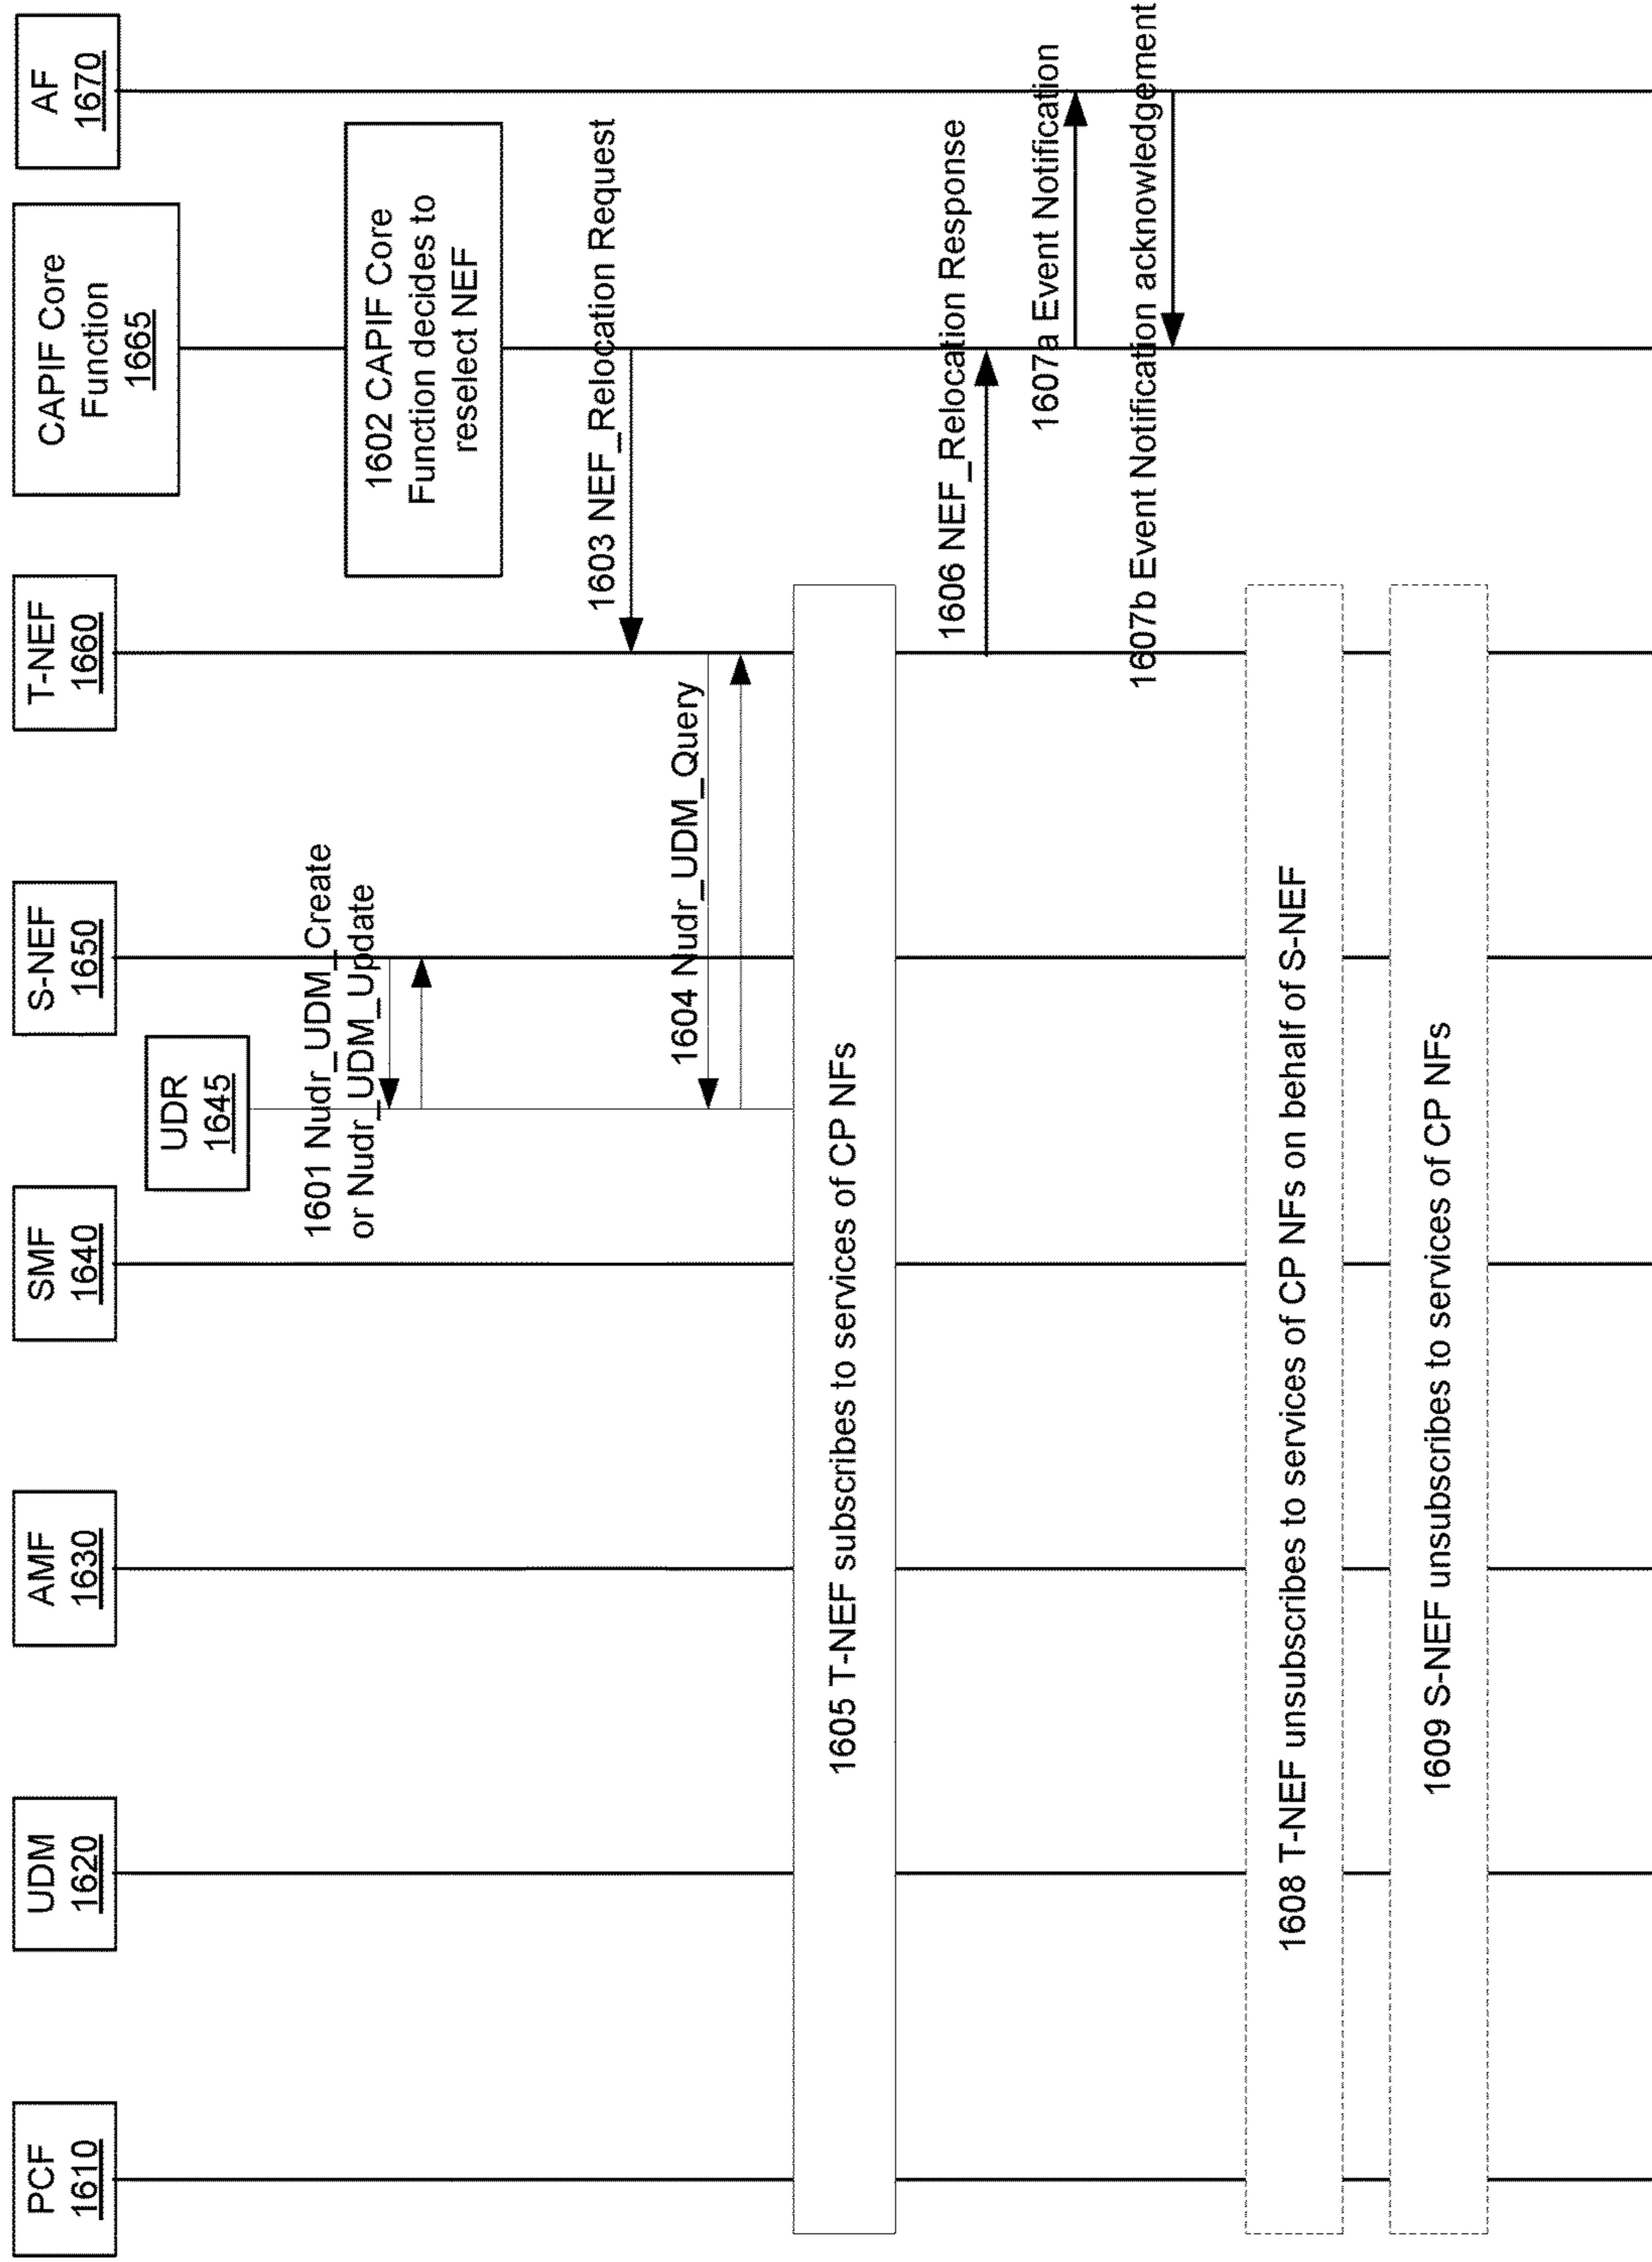 PCF
1610
UDM
1620
AMF
1630
SMF
1640
UDR
1645
S-NEF
1650
T-NEF
1660
CAPIF Core
Function
1665
AF
1670
1601 Nudr_UDM_Create
or Nudr_UDM_Update
1602 CAPIF Core
Function decides to
reselect NEF
1603 NEF_Relocation Request
1604 Nudr_UDM_Query
1605 T-NEF subscribes to services of CP NFs
1606 NEF_Relocation Response
1607a Event Notification
1607b Event Notification acknowledgement
1608 T-NEF unsubscribes to services of CP NFs on behalf of S-NEF
1609 S-NEF unsubscribes to services of CP NFs